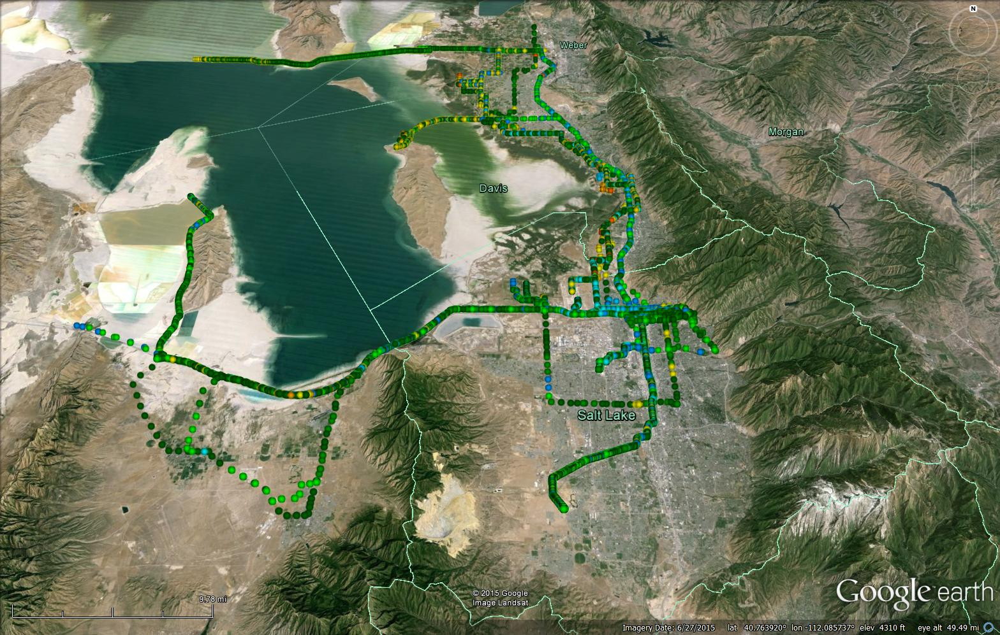 N
Weber
Morgan
Davis
Salt Lake
9.78 mi
© 2015 Google
Image Landsat
Google earth
Imagery Date: 6/27/2015 lat 40.763920° lon -112.085737° elev 4310 ft eye alt 49.49 mi